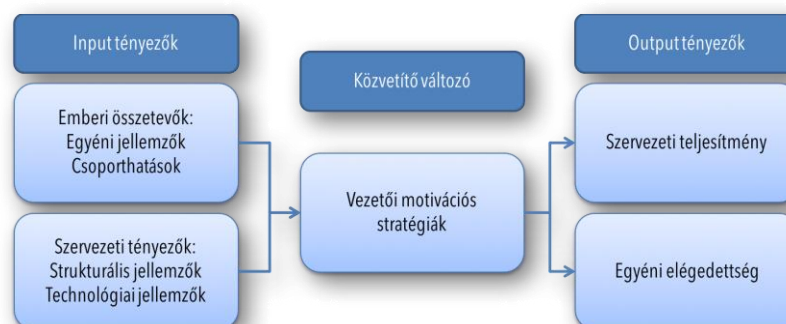 Input tényezők
Emberi összetevők:
Egyéni jellemzők
Csoporthatások
Szervezeti tényezők:
Strukturális jellemzők
Technológiai jellemzők
Közvetítő változó
Vezetői motivációs
stratégiák
Output tényezők
Szervezeti teljesítmény
Egyéni elégedettség